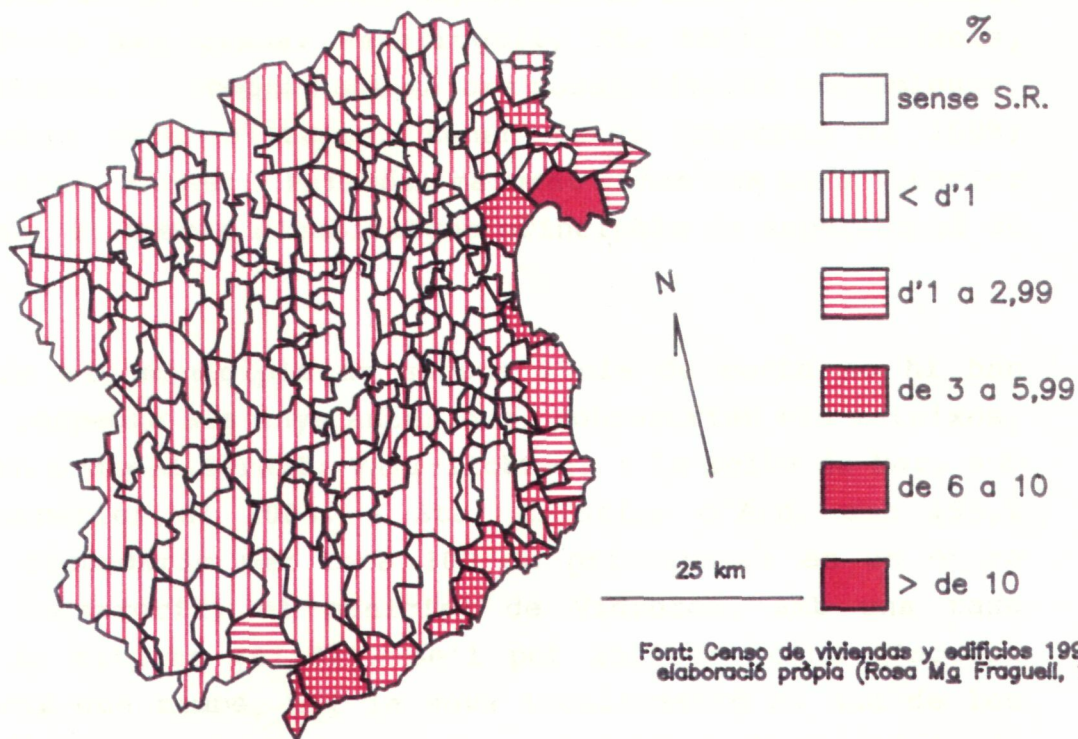 %
sense S.R.
< d'1
d'1 a 2,99
de 3 a 5,99
de 6 a 10
> de 10
N
25 km
Font: Censo de viviendas y edificios 199
elaboració pròpia (Rosa Mª Fraguell,